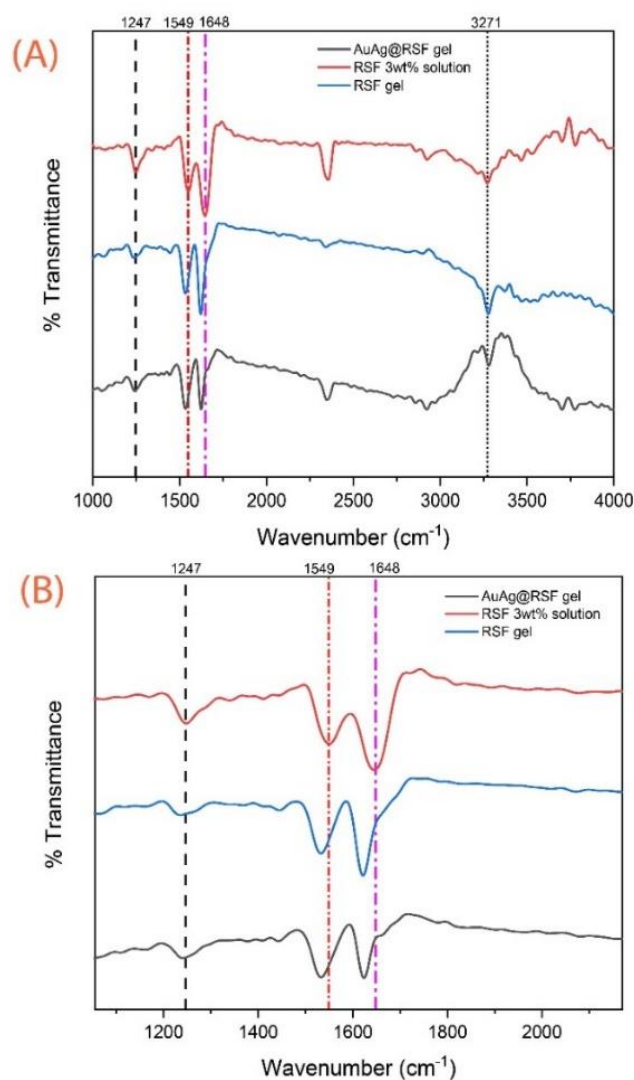 (A)
1247 1549 1648 3271
AuAg@RSF gel
RSF 3wt% solution
RSF gel
% Transmittance
1000 1500 2000 2500 3000 3500 4000
Wavenumber (cm⁻¹)
(B)
1247 1549 1648
AuAg@RSF gel
RSF 3wt% solution
RSF gel
% Transmittance
1200 1400 1600 1800 2000
Wavenumber (cm⁻¹)